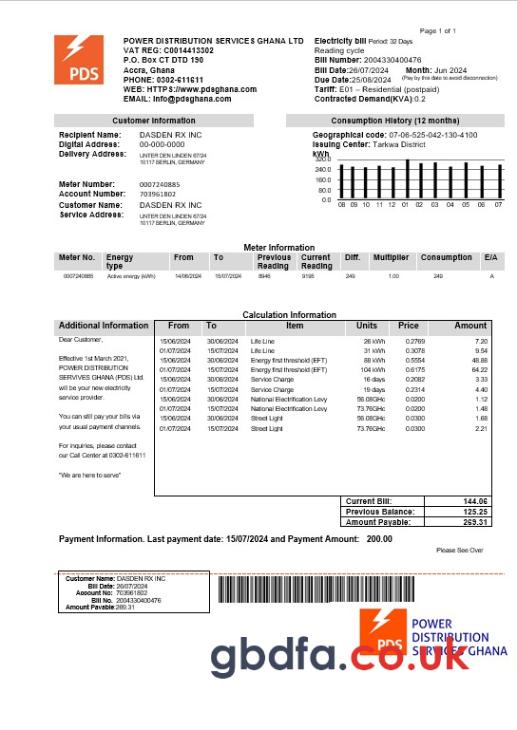 Page 1 of 1
PDS
POWER DISTRIBUTION SERVICES GHANA LTD
VAT REG: C0014413302
P.O. Box CT DTD 190
Accra, Ghana
PHONE: 0302-611611
WEB: HTTPS://www.pdsghana.com
EMAIL: Info@pdsghana.com
Electricity bill Period: 32 Days
Reading cycle
Bill Number: 2004330400476
Bill Date:26/07/2024 Month: Jun 2024
Due Date:25/08/2024 (Pay by this date to avoid disconnection)
Tariff: E01 – Residential (postpaid)
Contracted Demand(KVA):0.2
Customer Information
Recipient Name: DASDEN RX INC
Digital Address: 00-000-0000
Delivery Address: UNTER DEN LINDEN 67/24
10117 BERLIN, GERMANY
Meter Number: 0007240885
Account Number: 703961802
Customer Name: DASDEN RX INC
Service Address: UNTER DEN LINDEN 67/24
10117 BERLIN, GERMANY
Consumption History (12 months)
Geographical code: 07-06-525-042-130-4100
Issuing Center: Tarkwa District
kWh
320.0
240.0
160.0
80.0
0.0
08 09 10 11 12 01 02 03 04 05 06 07
Meter Information
Meter No. Energy type From To Previous Reading Current Reading Diff. Multiplier Consumption E/A
0007240885 Active energy (kWh) 14/06/2024 15/07/2024 8946 9195 249 1.00 249 A
Calculation Information
Additional Information From To Item Units Price Amount
Dear Customer,
Effective 1st March 2021,
POWER DISTRIBUTION
SERVIVES GHANA (PDS) Ltd.
will be your new electricity
service provider.
You can still pay your bills via
your usual payment channels.
For inquiries, please contact
our Call Center at 0302-611611
"We are here to serve"
15/06/2024 30/06/2024 Life Line 26 kWh 0.2769 7.20
01/07/2024 15/07/2024 Life Line 31 kWh 0.3078 9.54
15/06/2024 30/06/2024 Energy first threshold (EFT) 88 kWh 0.5554 48.88
01/07/2024 15/07/2024 Energy first threshold (EFT) 104 kWh 0.6175 64.22
15/06/2024 30/06/2024 Service Charge 16 days 0.2082 3.33
01/07/2024 15/07/2024 Service Charge 19 days 0.2314 4.40
15/06/2024 30/06/2024 National Electrification Levy 56.08GHc 0.0200 1.12
01/07/2024 15/07/2024 National Electrification Levy 73.76GHc 0.0200 1.48
15/06/2024 30/06/2024 Street Light 56.08GHc 0.0300 1.68
01/07/2024 15/07/2024 Street Light 73.76GHc 0.0300 2.21
Current Bill: 144.06
Previous Balance: 125.25
Amount Payable: 269.31
Payment Information. Last payment date: 15/07/2024 and Payment Amount: 200.00
Please See Over
Customer Name: DASDEN RX INC
Bill Date: 26/07/2024
Account No: 703961802
Bill No. 2004330400476
Amount Payable:269.31
PDS
POWER
DISTRIBUTION
SERVICES GHANA
gbdfa.co.uk